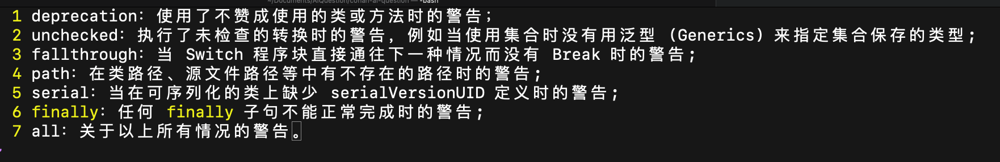 ~/Documents/AIQuestion/conan-ai-question — -bash
1 deprecation: 使用了不赞成使用的类或方法时的警告;
2 unchecked: 执行了未检查的转换时的警告, 例如当使用集合时没有用泛型 (Generics) 来指定集合保存的类型;
3 fallthrough: 当 Switch 程序块直接通往下一种情况而没有 Break 时的警告;
4 path: 在类路径、源文件路径等中有不存在的路径时的警告;
5 serial: 当在可序列化的类上缺少 serialVersionUID 定义时的警告;
6 finally: 任何 finally 子句不能正常完成时的警告;
7 all: 关于以上所有情况的警告。